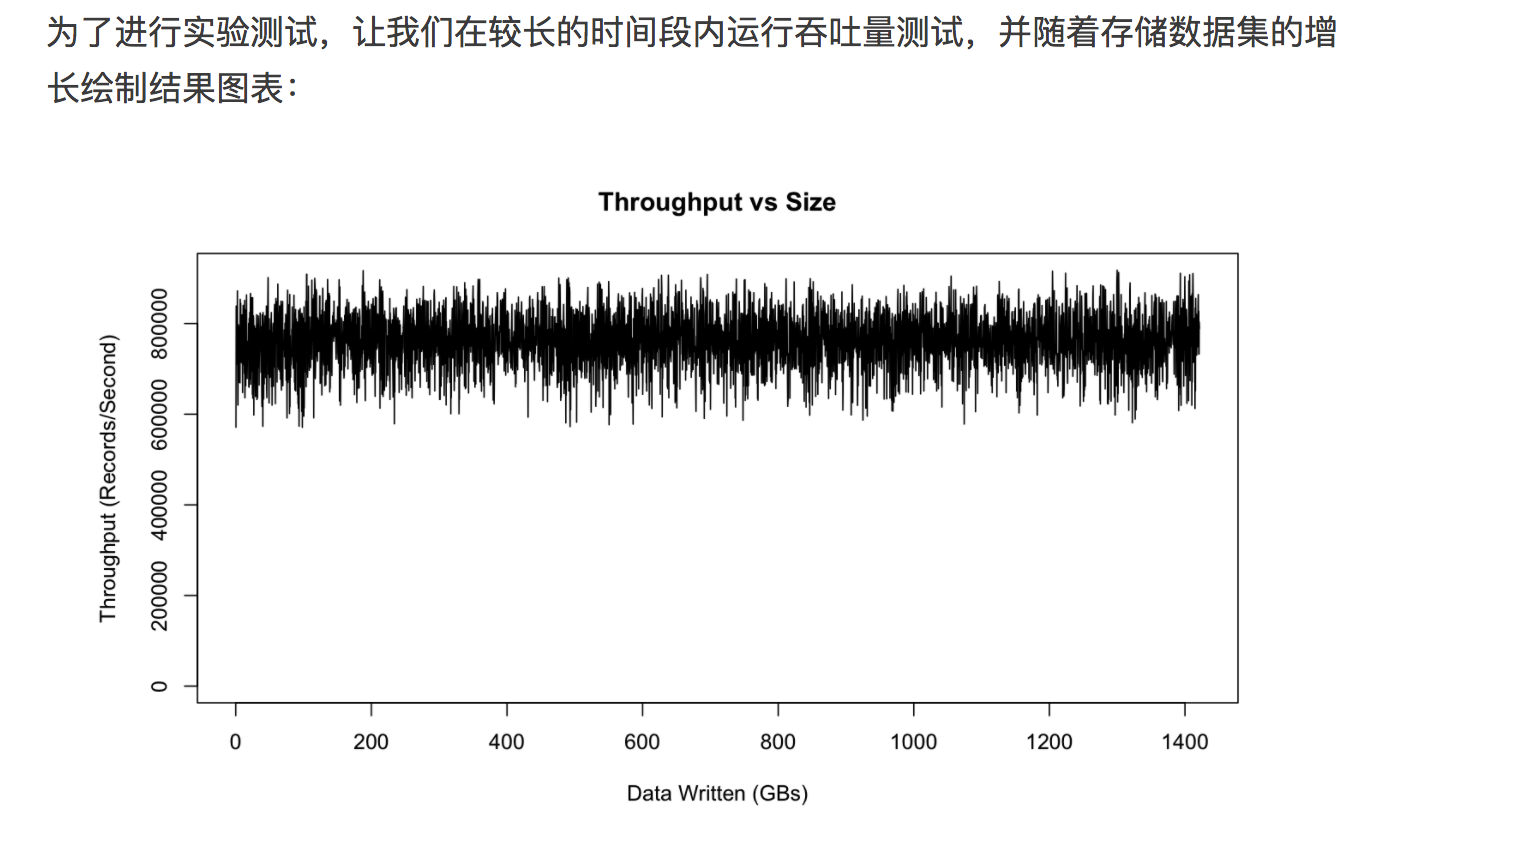 为了进行实验测试，让我们在较长的时间段内运行吞吐量测试，并随着存储数据集的增
长绘制结果图表：
Throughput vs Size
Throughput (Records/Second)
800000
600000
400000
200000
0
0 200 400 600 800 1000 1200 1400
Data Written (GBs)